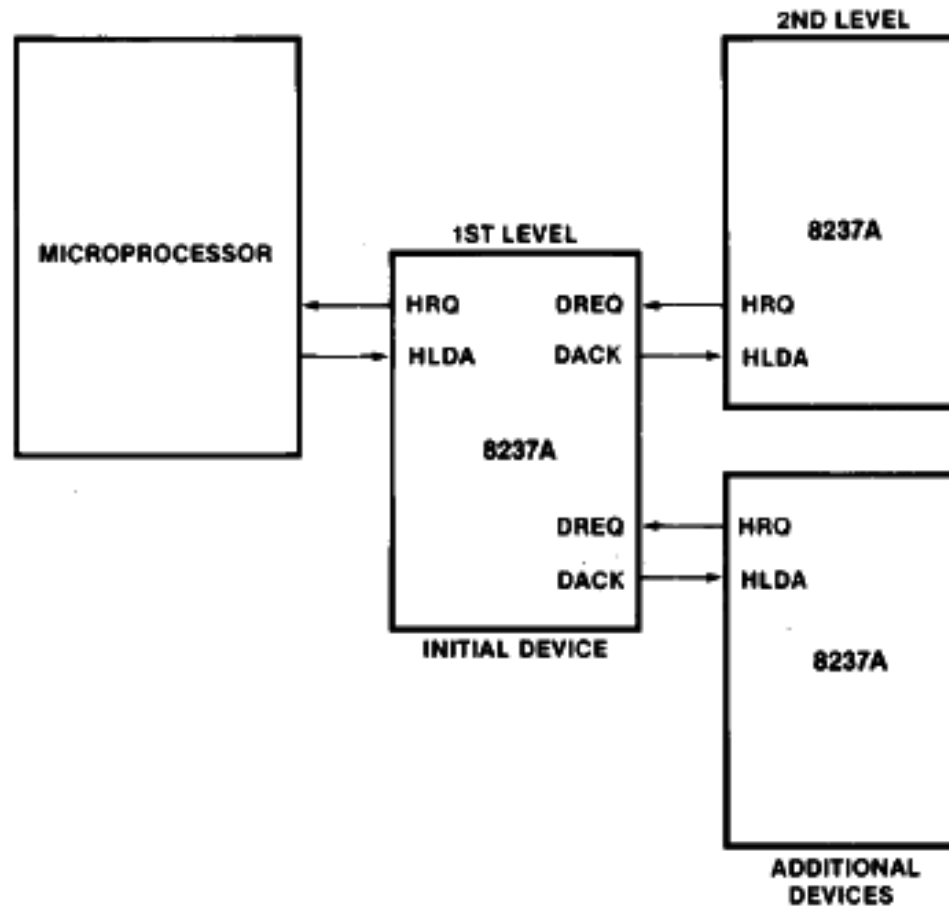 2ND LEVEL
MICROPROCESSOR
8237A
1ST LEVEL
HRQ
DREQ
HRQ
HLDA
DACK
HLDA
8237A
DREQ
HRQ
DACK
HLDA
INITIAL DEVICE
8237A
ADDITIONAL
DEVICES